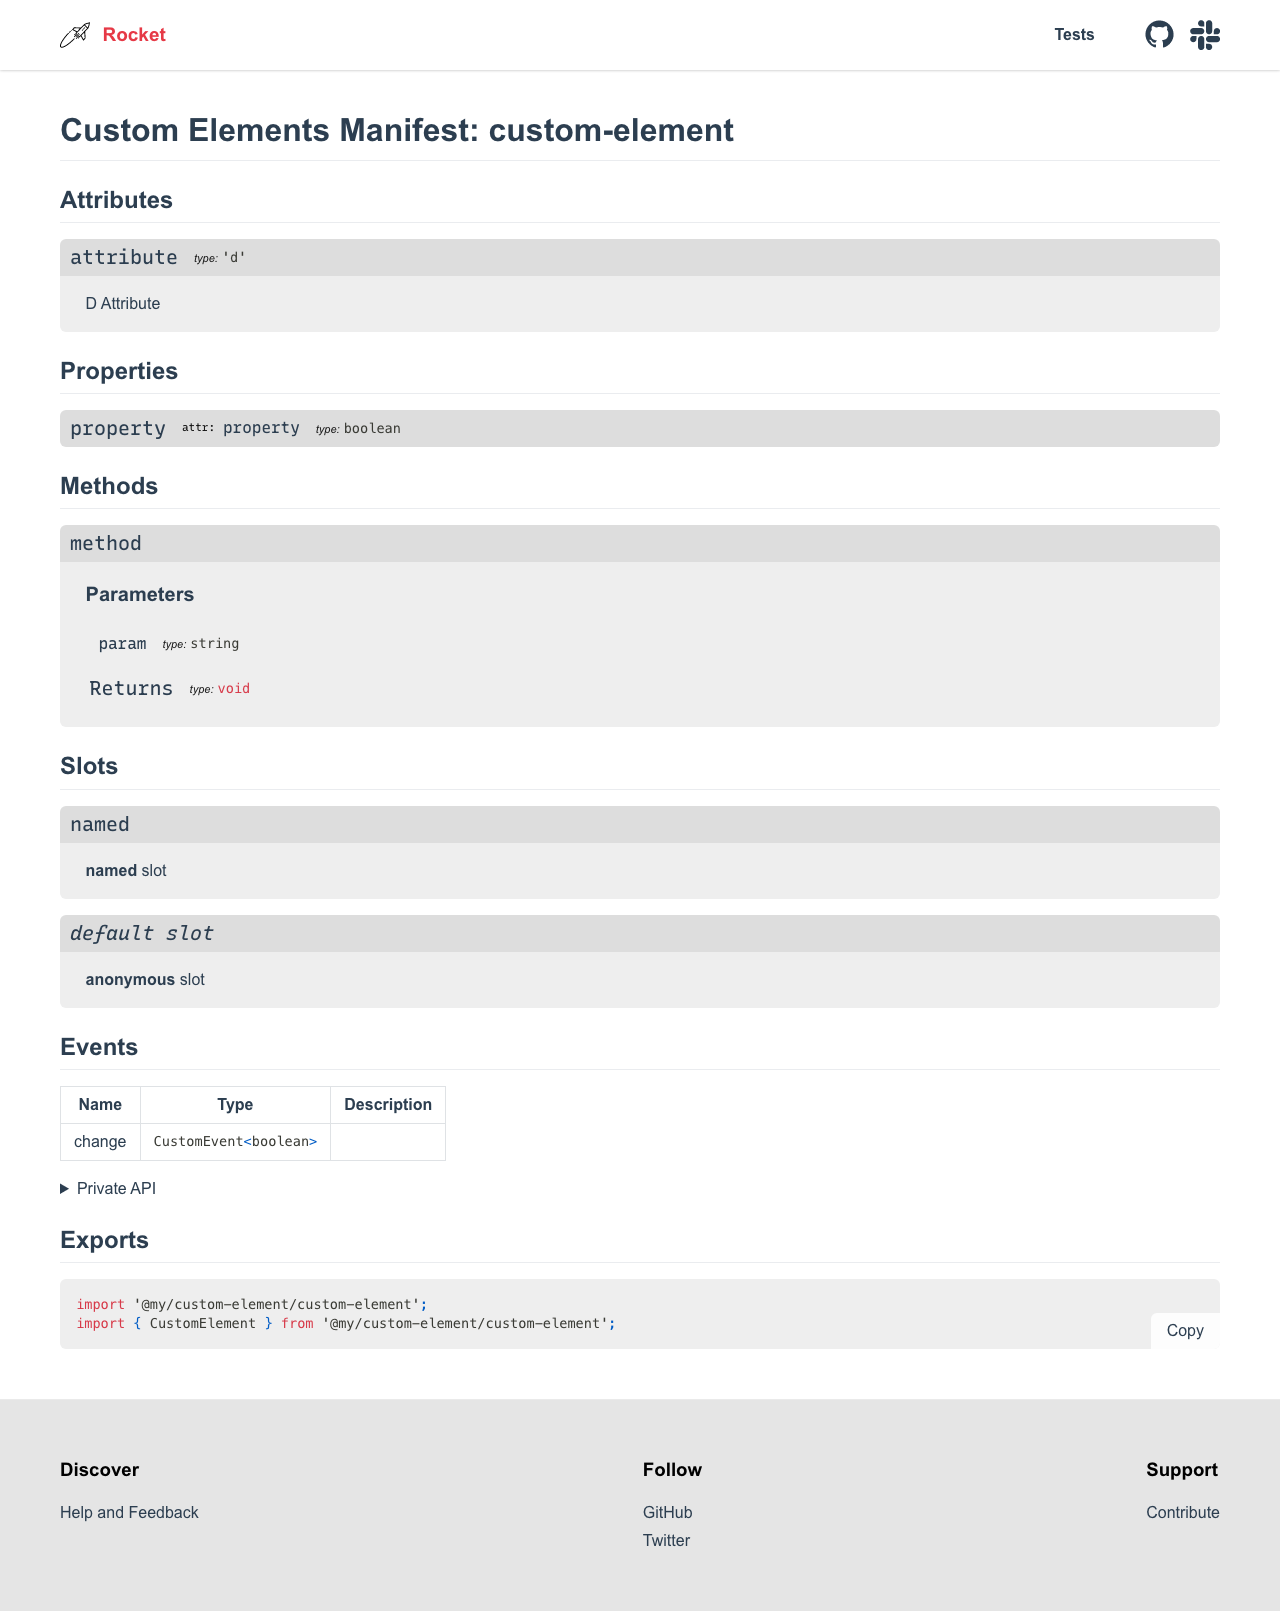 Rocket
Tests
Custom Elements Manifest: custom-element
Attributes
attribute type: 'd'
D Attribute
Properties
property attr: property type: boolean
Methods
method
Parameters
param type: string
Returns type: void
Slots
named
named slot
default slot
anonymous slot
Events
Name Type Description
change CustomEvent<boolean>
Private API
Exports
import '@my/custom-element/custom-element';
import { CustomElement } from '@my/custom-element/custom-element';
Copy
Discover
Help and Feedback
Follow
GitHub
Twitter
Support
Contribute